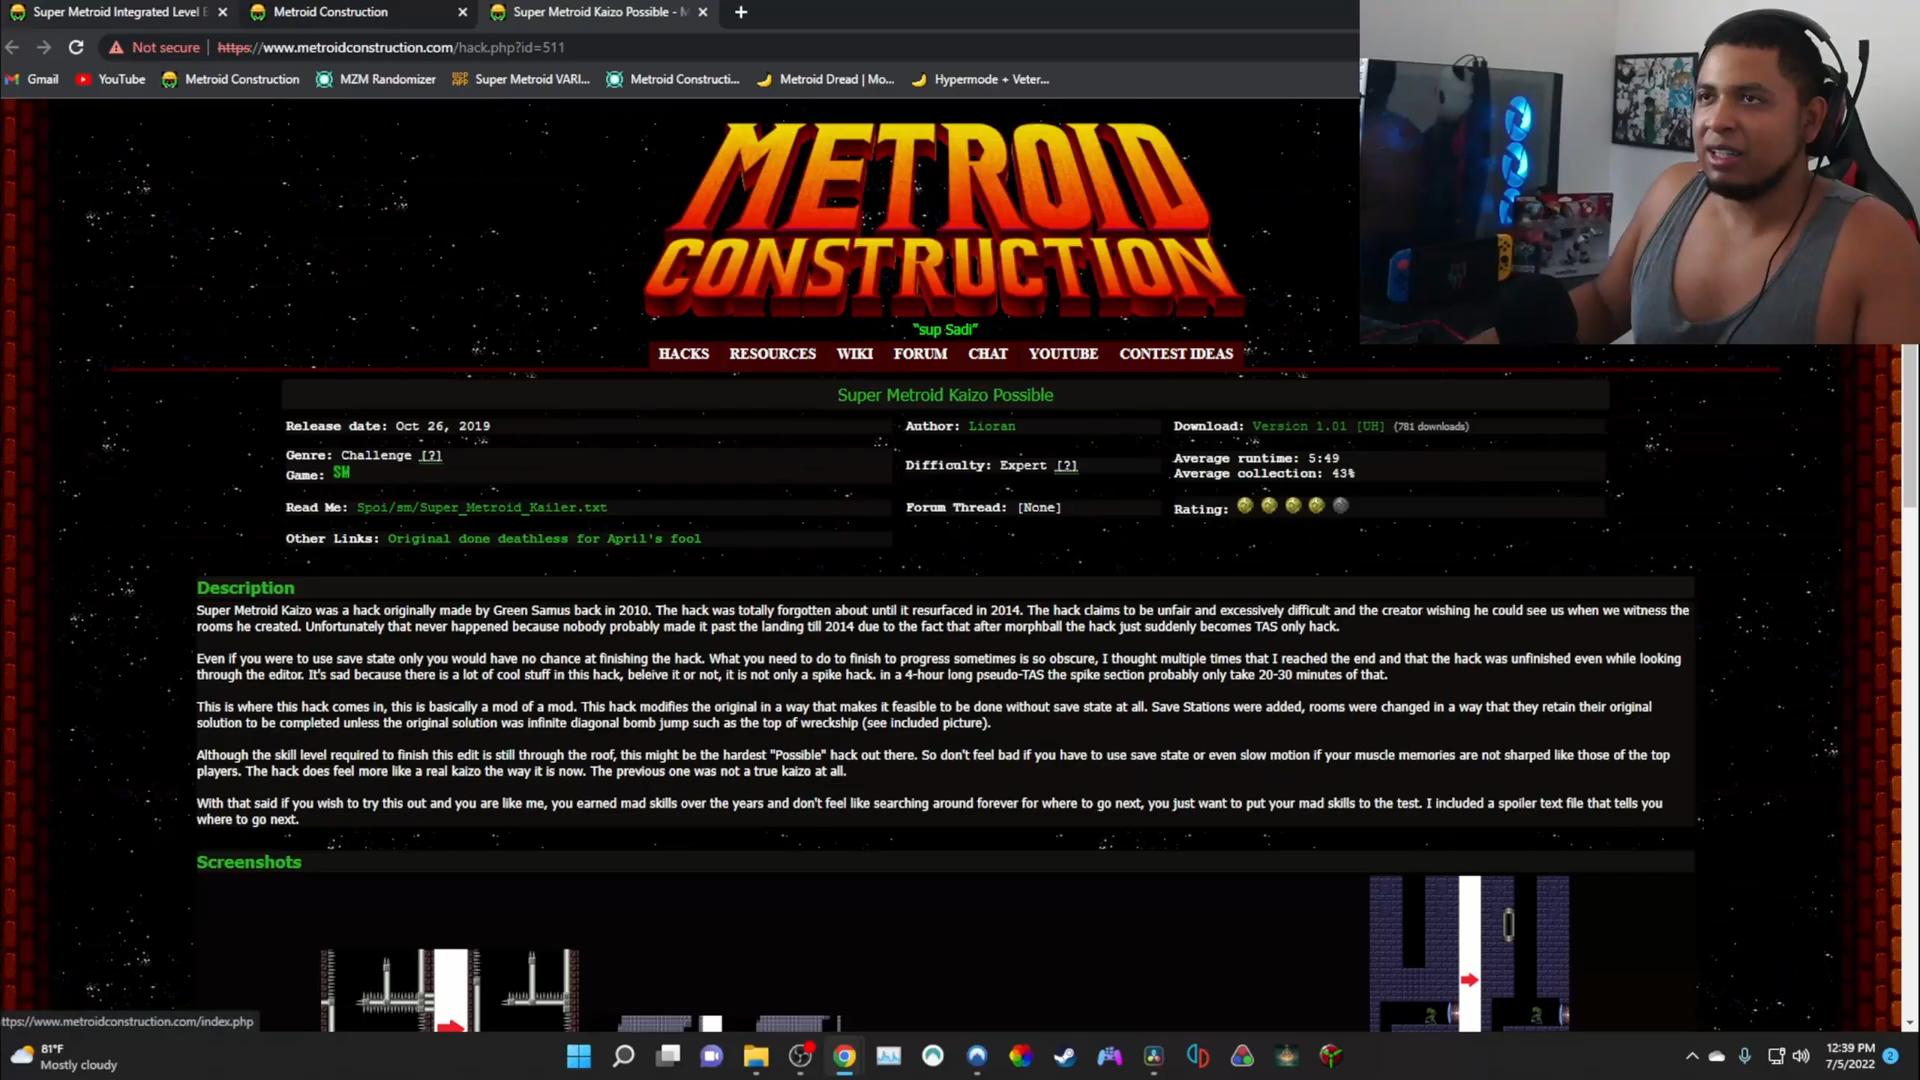 Super Metroid Integrated Level E
Metroid Construction
Super Metroid Kaizo Possible - M
Not secure
https://www.metroidconstruction.com/hack.php?id=511
Gmail
YouTube
Metroid Construction
MZM Randomizer
Super Metroid VARI...
Metroid Constructi...
Metroid Dread | Mo...
Hypermode + Veter...
METROID
CONSTRUCTION
"sup Sadi"
HACKS RESOURCES WIKI FORUM CHAT YOUTUBE CONTEST IDEAS
Super Metroid Kaizo Possible
Release date: Oct 26, 2019
Author: Lioran
Download: Version 1.01 [UH] (781 downloads)
Genre: Challenge [?]
Game: SM
Difficulty: Expert [?]
Average runtime: 5:49
Average collection: 43%
Read Me: Spoi/sm/Super_Metroid_Kailer.txt
Forum Thread: [None]
Rating:
Other Links: Original done deathless for April's fool
Description
Super Metroid Kaizo was a hack originally made by Green Samus back in 2010. The hack was totally forgotten about until it resurfaced in 2014. The hack claims to be unfair and excessively difficult and the creator wishing he could see us when we witness the
rooms he created. Unfortunately that never happened because nobody probably made it past the landing till 2014 due to the fact that after morphball the hack just suddenly becomes TAS only hack.
Even if you were to use save state only you would have no chance at finishing the hack. What you need to do to finish to progress sometimes is so obscure, I thought multiple times that I reached the end and that the hack was unfinished even while looking
through the editor. It's sad because there is a lot of cool stuff in this hack, beleive it or not, it is not only a spike hack. in a 4-hour long pseudo-TAS the spike section probably only take 20-30 minutes of that.
This is where this hack comes in, this is basically a mod of a mod. This hack modifies the original in a way that makes it feasible to be done without save state at all. Save Stations were added, rooms were changed in a way that they retain their original
solution to be completed unless the original solution was infinite diagonal bomb jump such as the top of wreckship (see included picture).
Although the skill level required to finish this edit is still through the roof, this might be the hardest "Possible" hack out there. So don't feel bad if you have to use save state or even slow motion if your muscle memories are not sharped like those of the top
players. The hack does feel more like a real kaizo the way it is now. The previous one was not a true kaizo at all.
With that said if you wish to try this out and you are like me, you earned mad skills over the years and don't feel like searching around forever for where to go next, you just want to put your mad skills to the test. I included a spoiler text file that tells you
where to go next.
Screenshots
ttps://www.metroidconstruction.com/index.php
81°F
Mostly cloudy
12:39 PM
7/5/2022
2